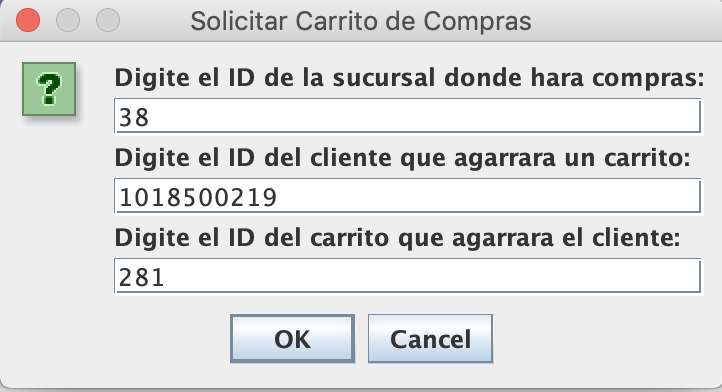 Solicitar Carrito de Compras
Digite el ID de la sucursal donde hara compras:
38
Digite el ID del cliente que agarrara un carrito:
1018500219
Digite el ID del carrito que agarrara el cliente:
281
OK Cancel